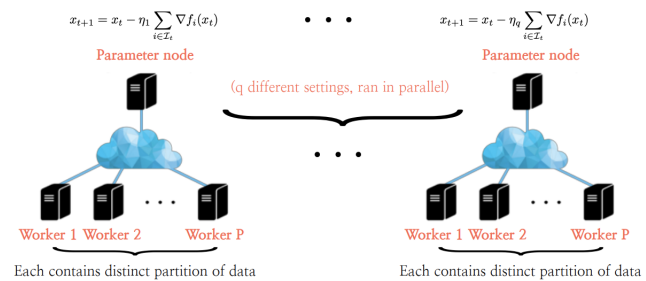 x_{t+1} = x_t − η_1 ∑_{i∈I_t} ∇f_i(x_t)
• • •
x_{t+1} = x_t − η_q ∑_{i∈I_t} ∇f_i(x_t)
Parameter node
Parameter node
(q different settings, ran in parallel)
• • •
Worker 1 Worker 2 • • • Worker P
Worker 1 Worker 2 • • • Worker P
Each contains distinct partition of data
Each contains distinct partition of data